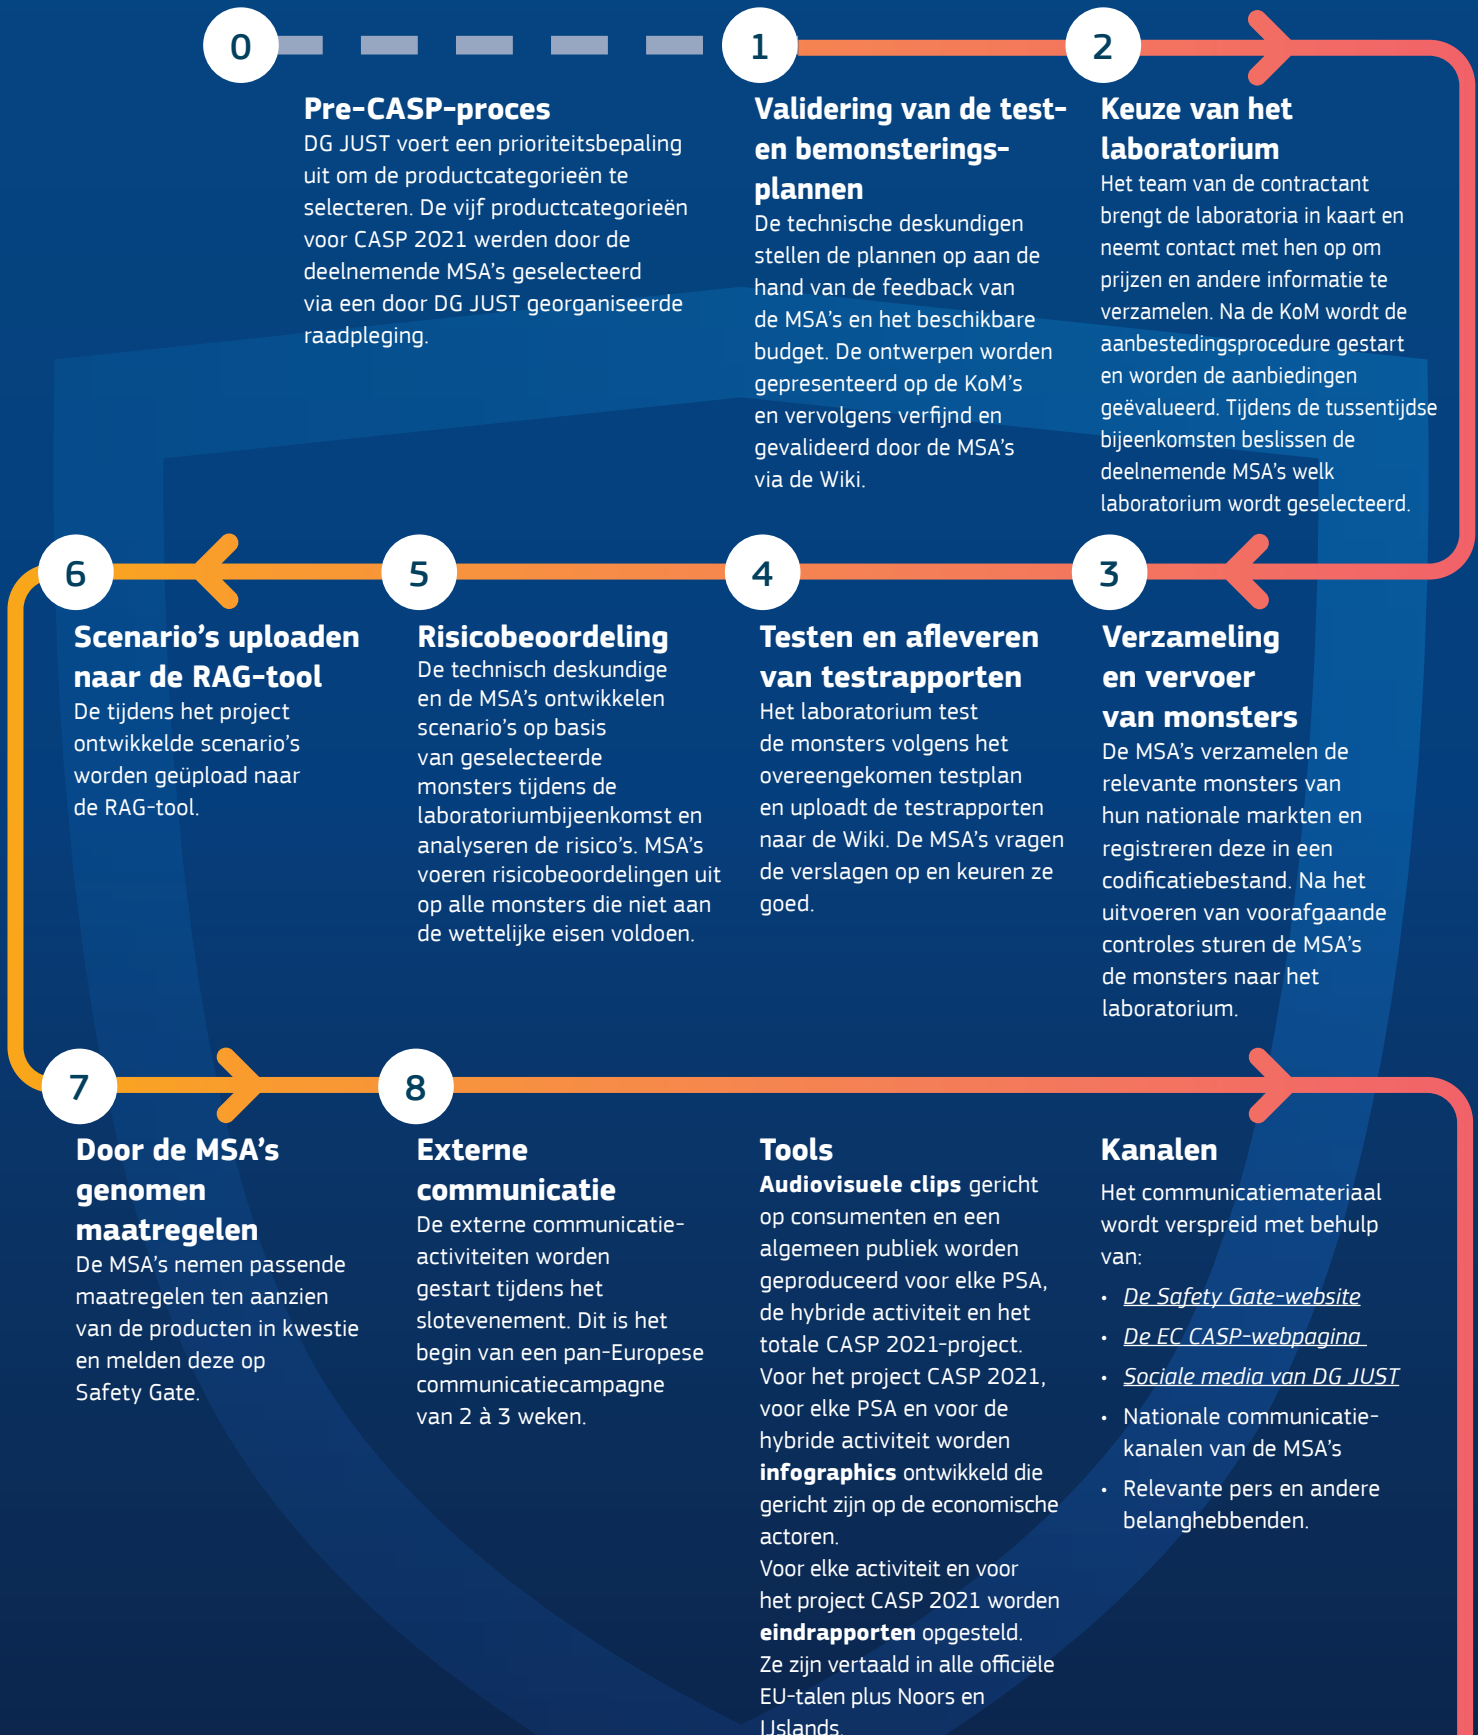 0
Pre-CASP-proces
DG JUST voert een prioriteitsbepaling
uit om de productcategorieën te
selecteren. De vijf productcategorieën
voor CASP 2021 werden door de
deelnemende MSA's geselecteerd
via een door DG JUST georganiseerde
raadpleging.
1
Validering van de test-
en bemonsterings-
plannen
De technische deskundigen
stellen de plannen op aan de
hand van de feedback van
de MSA's en het beschikbare
budget. De ontwerpen worden
gepresenteerd op de KoM's
en vervolgens verfijnd en
gevalideerd door de MSA's
via de Wiki.
2
Keuze van het
laboratorium
Het team van de contractant
brengt de laboratoria in kaart en
neemt contact met hen op om
prijzen en andere informatie te
verzamelen. Na de KoM wordt de
aanbestedingsprocedure gestart
en worden de aanbiedingen
geëvalueerd. Tijdens de tussentijdse
bijeenkomsten beslissen de
deelnemende MSA's welk
laboratorium wordt geselecteerd.
3
Verzameling
en vervoer
van monsters
De MSA's verzamelen de
relevante monsters van
hun nationale markten en
registreren deze in een
codificatiebestand. Na het
uitvoeren van voorafgaande
controles sturen de MSA's
de monsters naar het
laboratorium.
4
Testen en afleveren
van testrapporten
Het laboratorium test
de monsters volgens het
overeengekomen testplan
en uploadt de testrapporten
naar de Wiki. De MSA's vragen
de verslagen op en keuren ze
goed.
5
Risicobeoordeling
De technisch deskundige
en de MSA's ontwikkelen
scenario's op basis
van geselecteerde
monsters tijdens de
laboratoriumbijeenkomst en
analyseren de risico's. MSA's
voeren risicobeoordelingen uit
op alle monsters die niet aan
de wettelijke eisen voldoen.
6
Scenario's uploaden
naar de RAG-tool
De tijdens het project
ontwikkelde scenario's
worden geüpload naar
de RAG-tool.
7
Door de MSA's
genomen
maatregelen
De MSA's nemen passende
maatregelen ten aanzien
van de producten in kwestie
en melden deze op
Safety Gate.
8
Externe
communicatie
De externe communicatie-
activiteiten worden
gestart tijdens het
slotevenement. Dit is het
begin van een pan-Europese
communicatiecampagne
van 2 à 3 weken.
Tools
Audiovisuele clips gericht
op consumenten en een
algemeen publiek worden
geproduceerd voor elke PSA,
de hybride activiteit en het
totale CASP 2021-project.
Voor het project CASP 2021,
voor elke PSA en voor de
hybride activiteit worden
infographics ontwikkeld die
gericht zijn op de economische
actoren.
Voor elke activiteit en voor
het project CASP 2021 worden
eindrapporten opgesteld.
Ze zijn vertaald in alle officiële
EU-talen plus Noors en
IJslands.
Kanalen
Het communicatiemateriaal
wordt verspreid met behulp
van:
• De Safety Gate-website
• De EC CASP-webpagina
• Sociale media van DG JUST
• Nationale communicatie-
kanalen van de MSA's
• Relevante pers en andere
belanghebbenden.